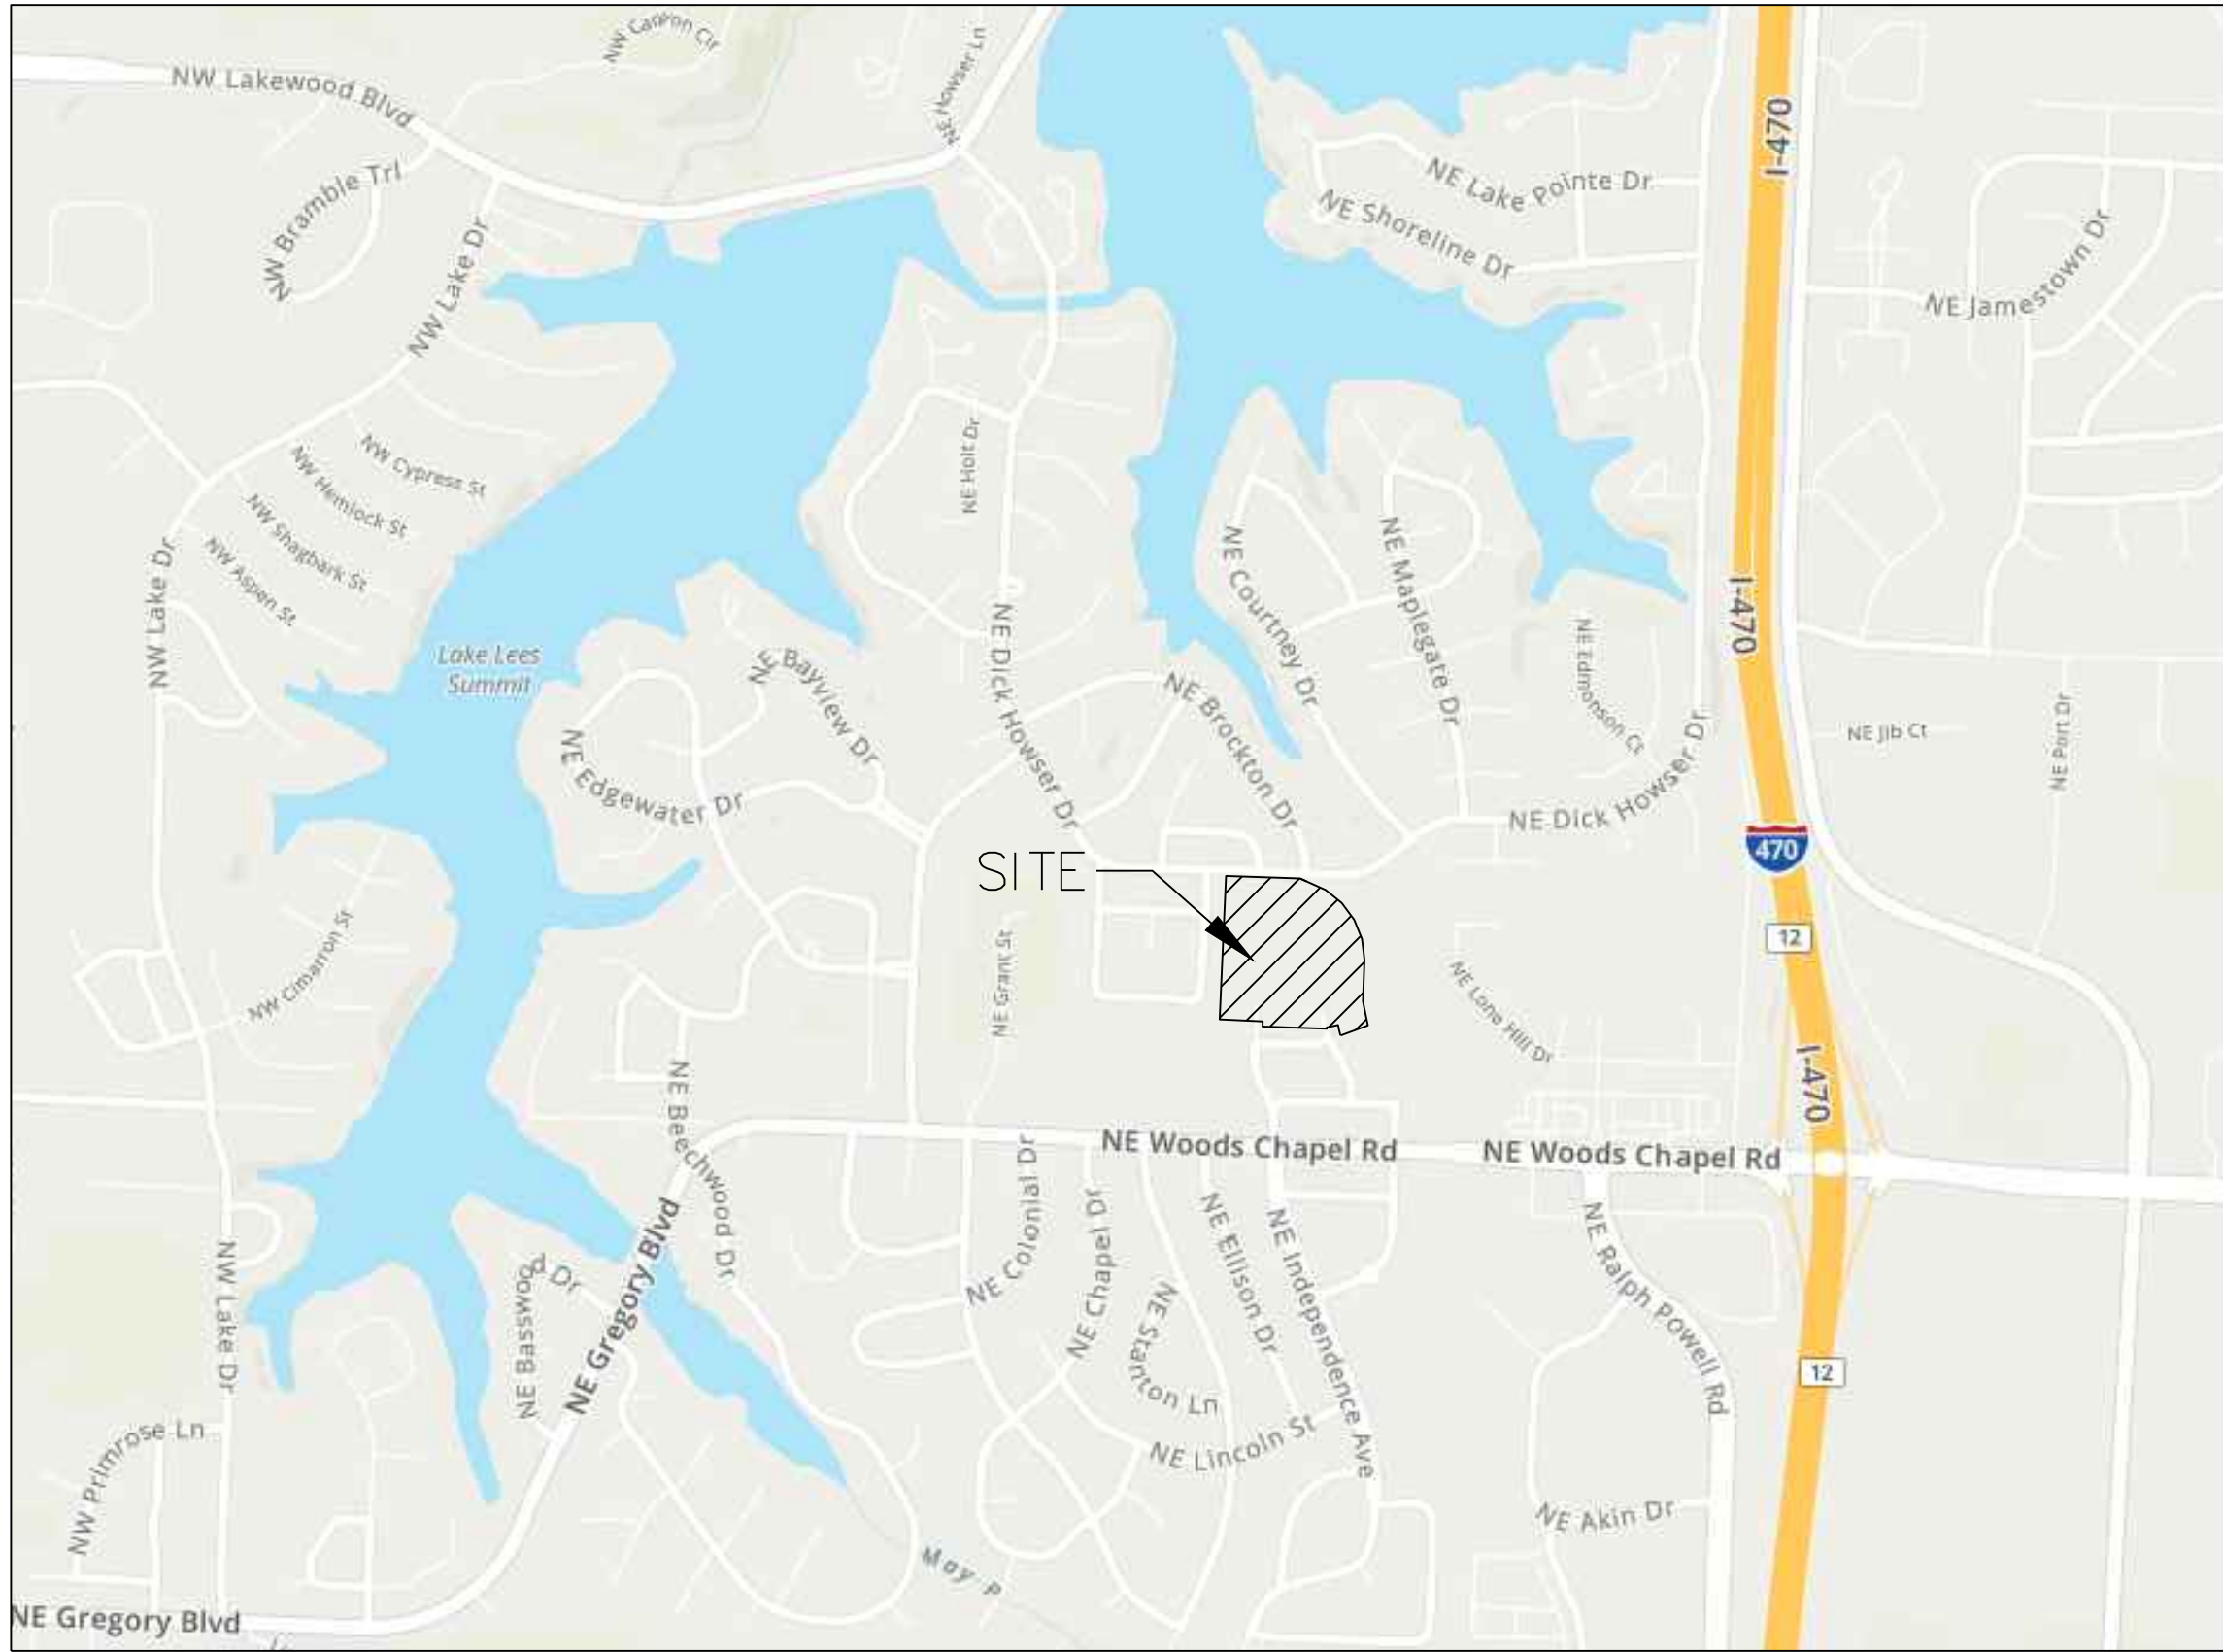 NW Canyon Cir
NE Howser Ln
NW Lakewood Blvd
I-470
NW Bramble Trl
NE Lake Pointe Dr
NE Shoreline Dr
NW Lake Dr
NE Jamestown Dr
NE Holt Dr
NW Cypress St
NW Hemlock St
NW Shagbark St
NW Aspen St
NW Lake Dr
Lake Lees
Summit
NE Bayview Dr
NE Dick Howser Dr
NE Courtney Dr
NE Maplegate Dr
NE Edmonson Ct
I-470
NE Brockton Dr
NE Jib Ct
NE Port Dr
NE Edgewater Dr
NE Dick Howser Dr
470
SITE
12
NW Cimarron St
NE Grant St
NE Lone Hill Dr
I-470
NE Beechwood Dr
NE Woods Chapel Rd
NE Woods Chapel Rd
NE Colonial Dr
NE Chapel Dr
NE Stanton Ln
NE Ellison Dr
NE Independence Ave
NE Ralph Powell Rd
NW Lake Dr
NE Basswood Dr
NE Gregory Blvd
12
NW Primrose Ln
NE Lincoln St
NE Akin Dr
May P
NE Gregory Blvd